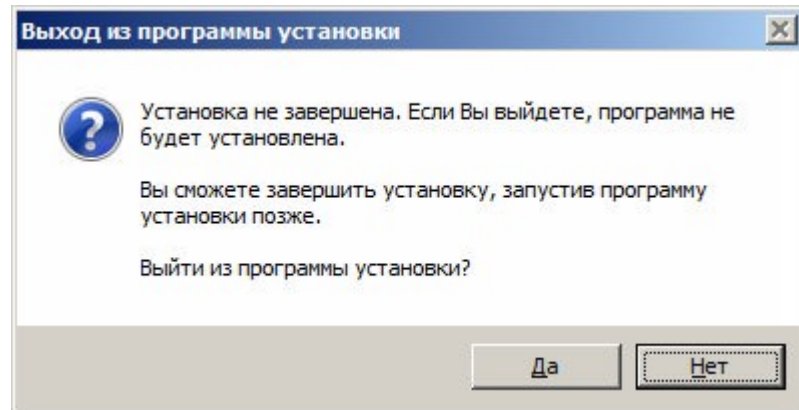 Выход из программы установки
Установка не завершена. Если Вы выйдете, программа не
будет установлена.
Вы сможете завершить установку, запустив программу
установки позже.
Выйти из программы установки?
Да
Нет